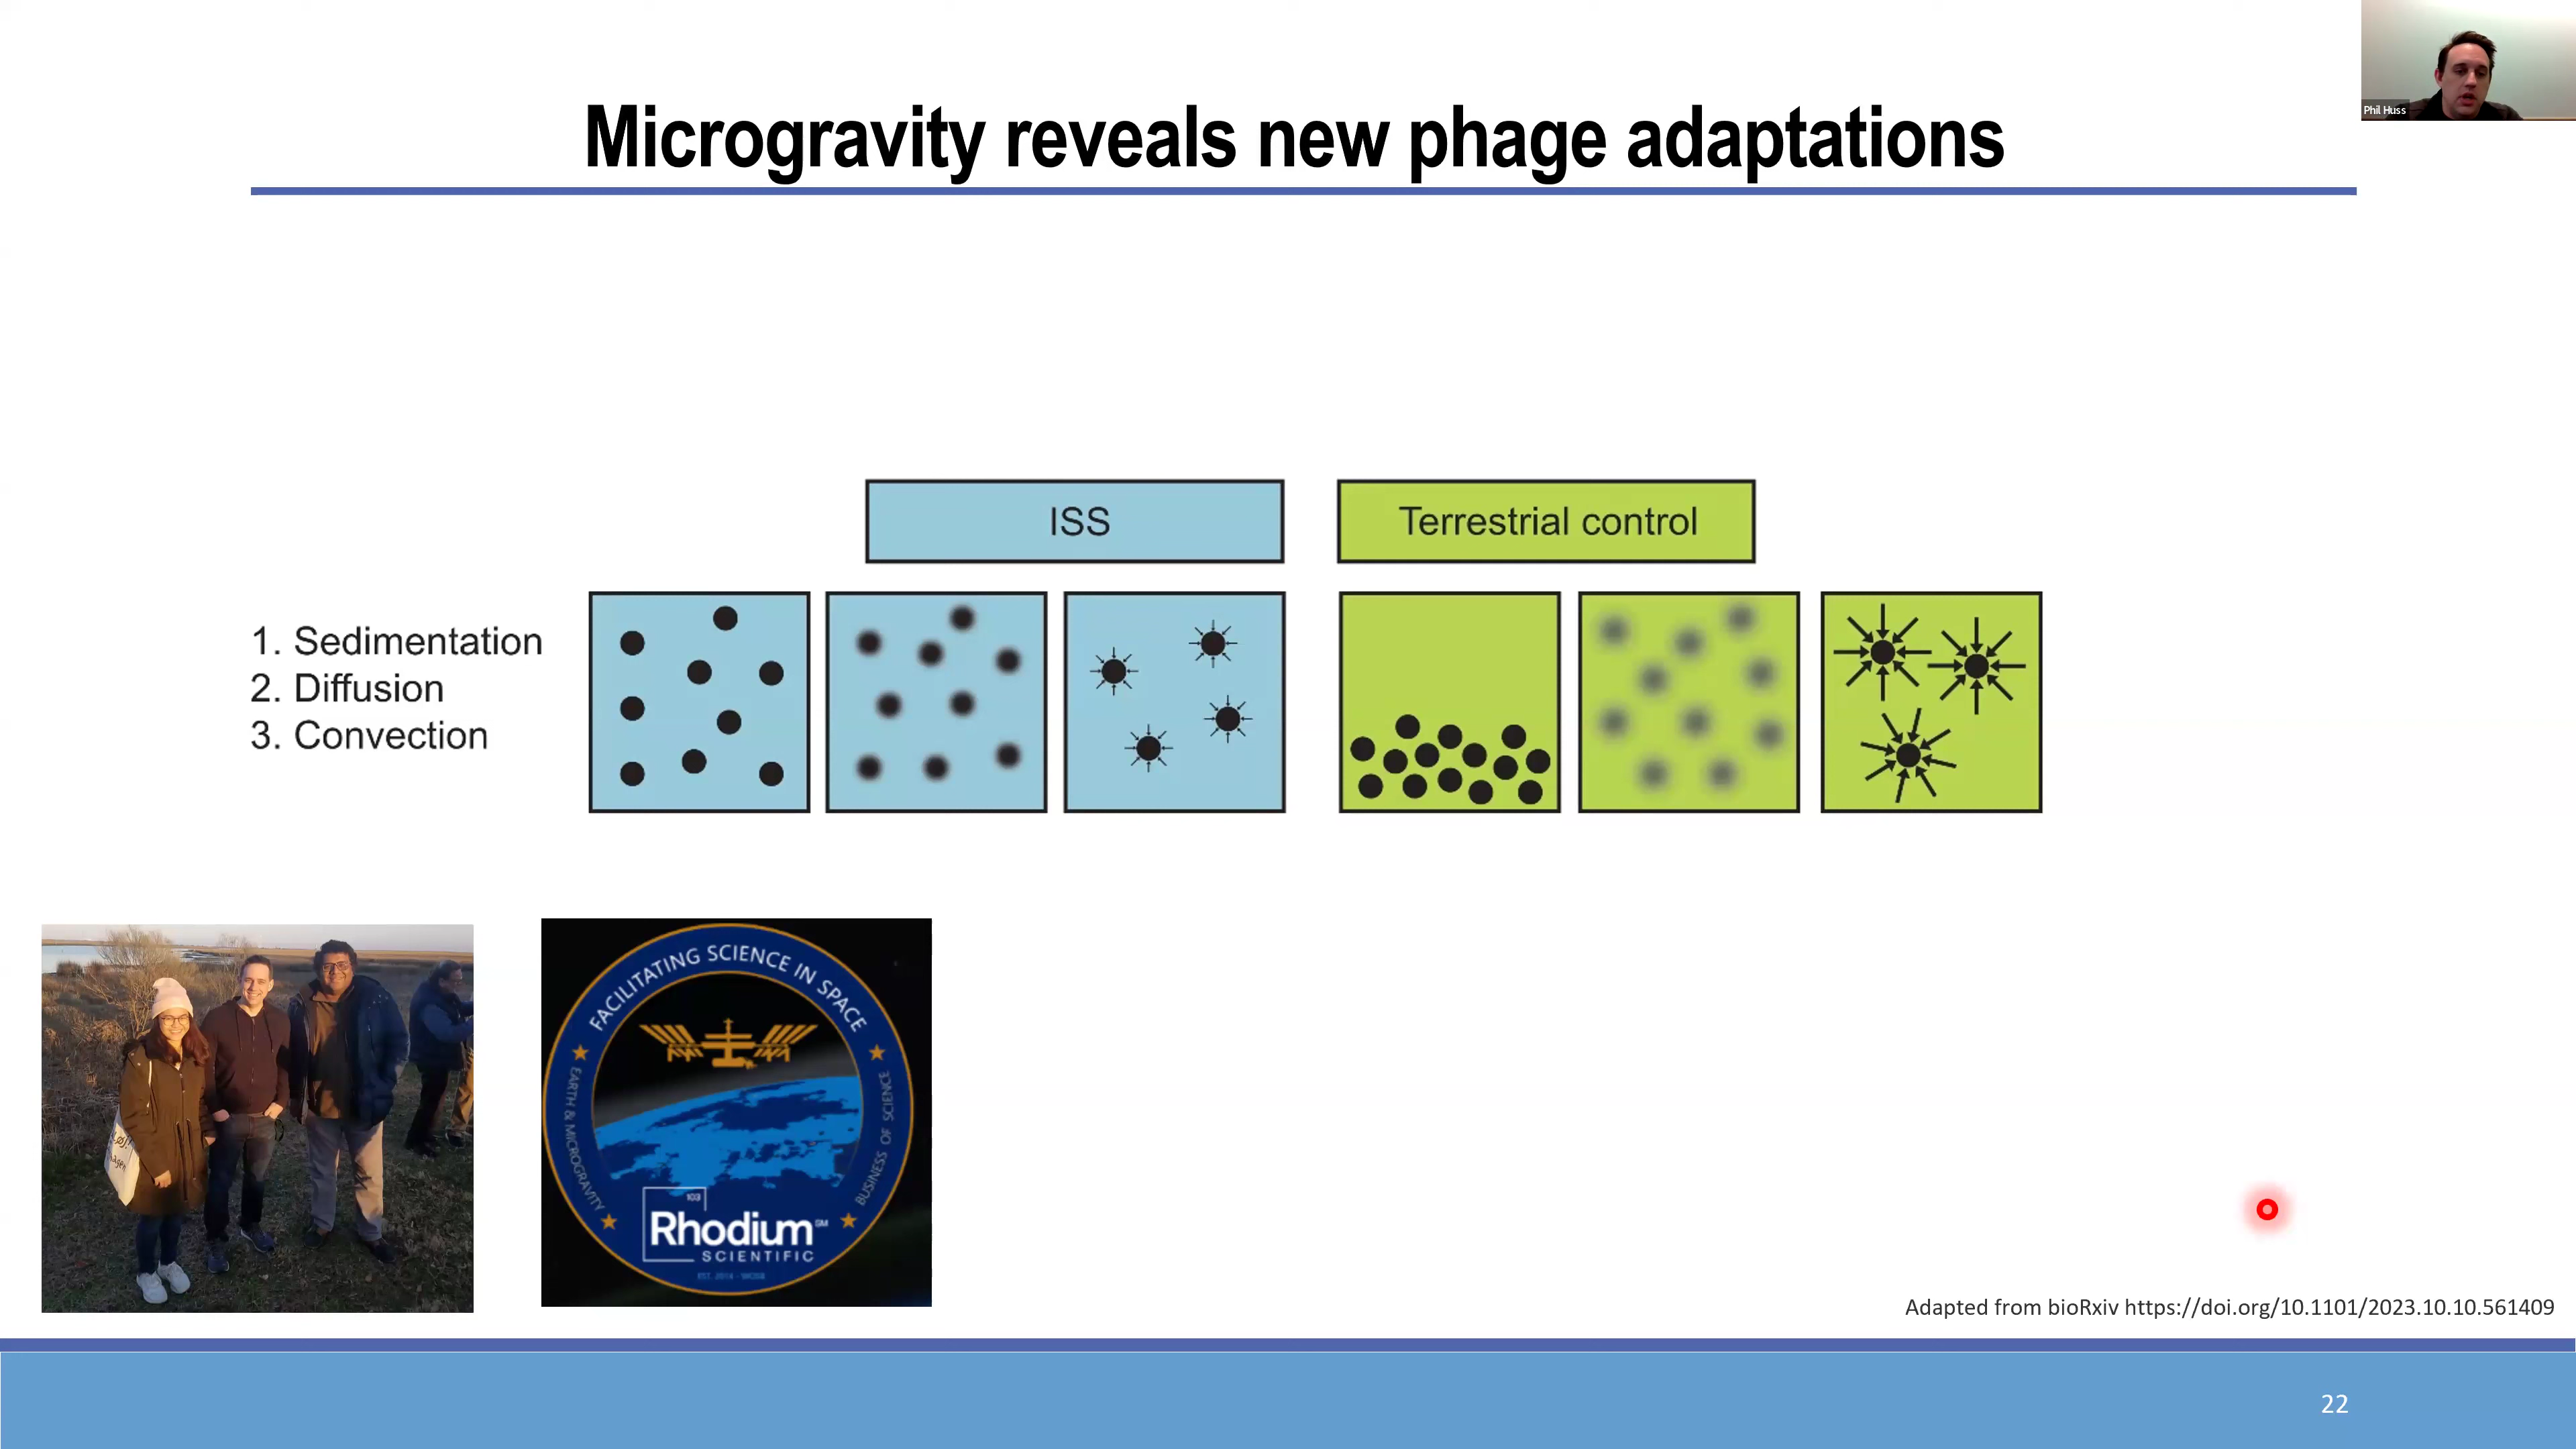 Phil Huss
Microgravity reveals new phage adaptations
ISS
Terrestrial control
1. Sedimentation
2. Diffusion
3. Convection
FACILITATING SCIENCE IN SPACE
EARTH & MICROGRAVITY
BUSINESS OF SCIENCE
103
Rhodium SM
SCIENTIFIC
Adapted from bioRxiv https://doi.org/10.1101/2023.10.10.561409
22